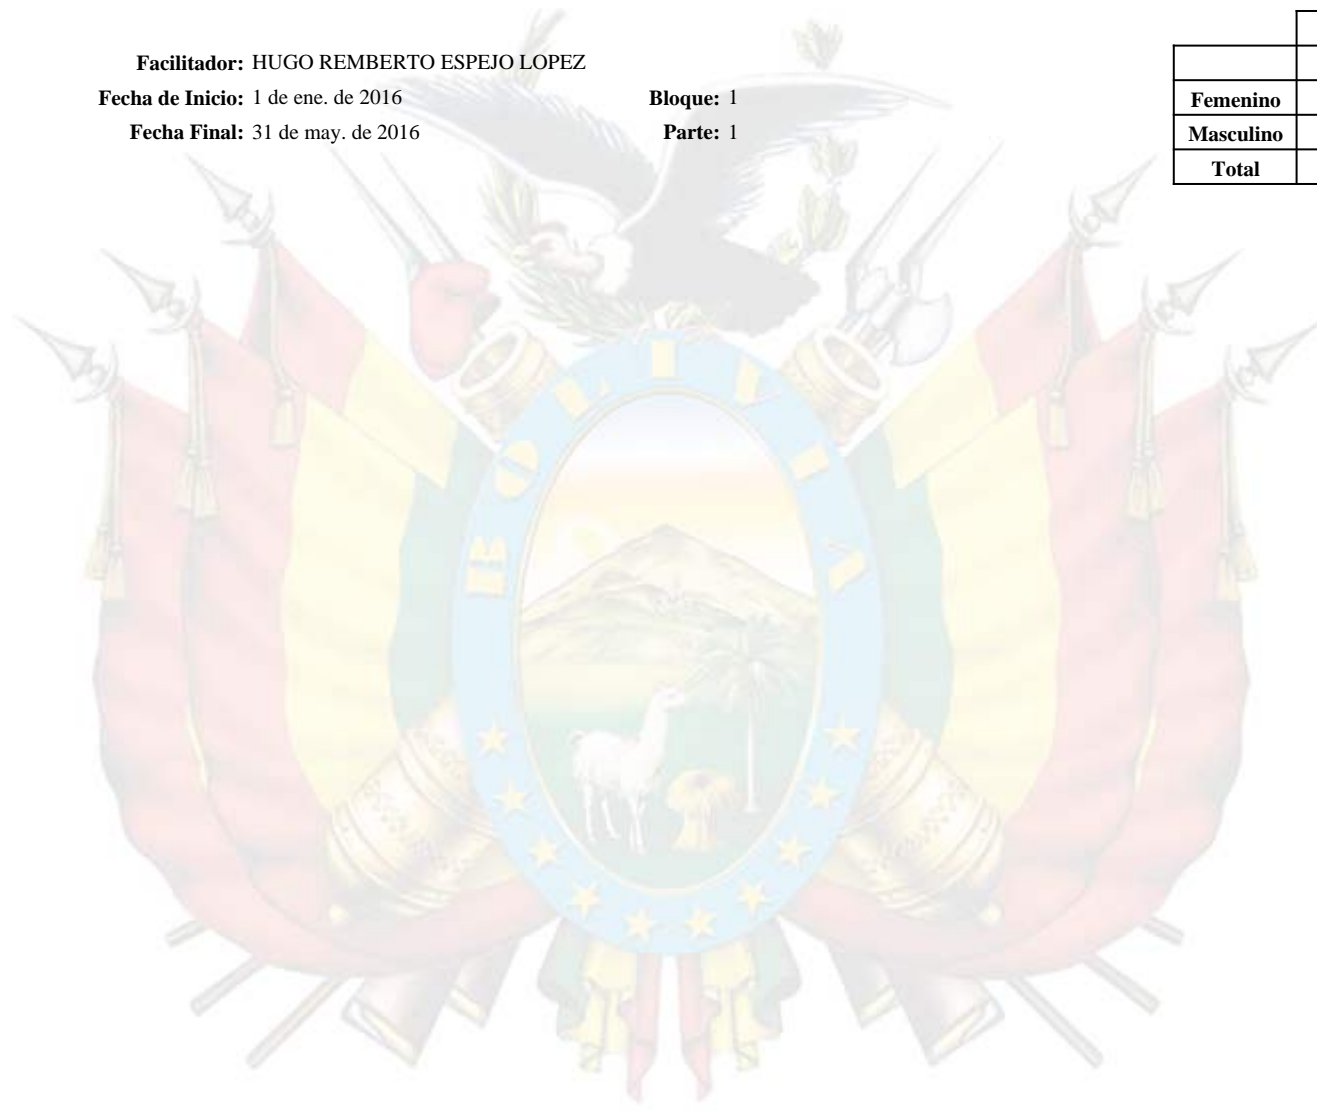 Facilitador: HUGO REMBERTO ESPEJO LOPEZ
Fecha de Inicio: 1 de ene. de 2016 Bloque: 1
Fecha Final: 31 de may. de 2016 Parte: 1
Femenino
Masculino
Total
BOLIVIA